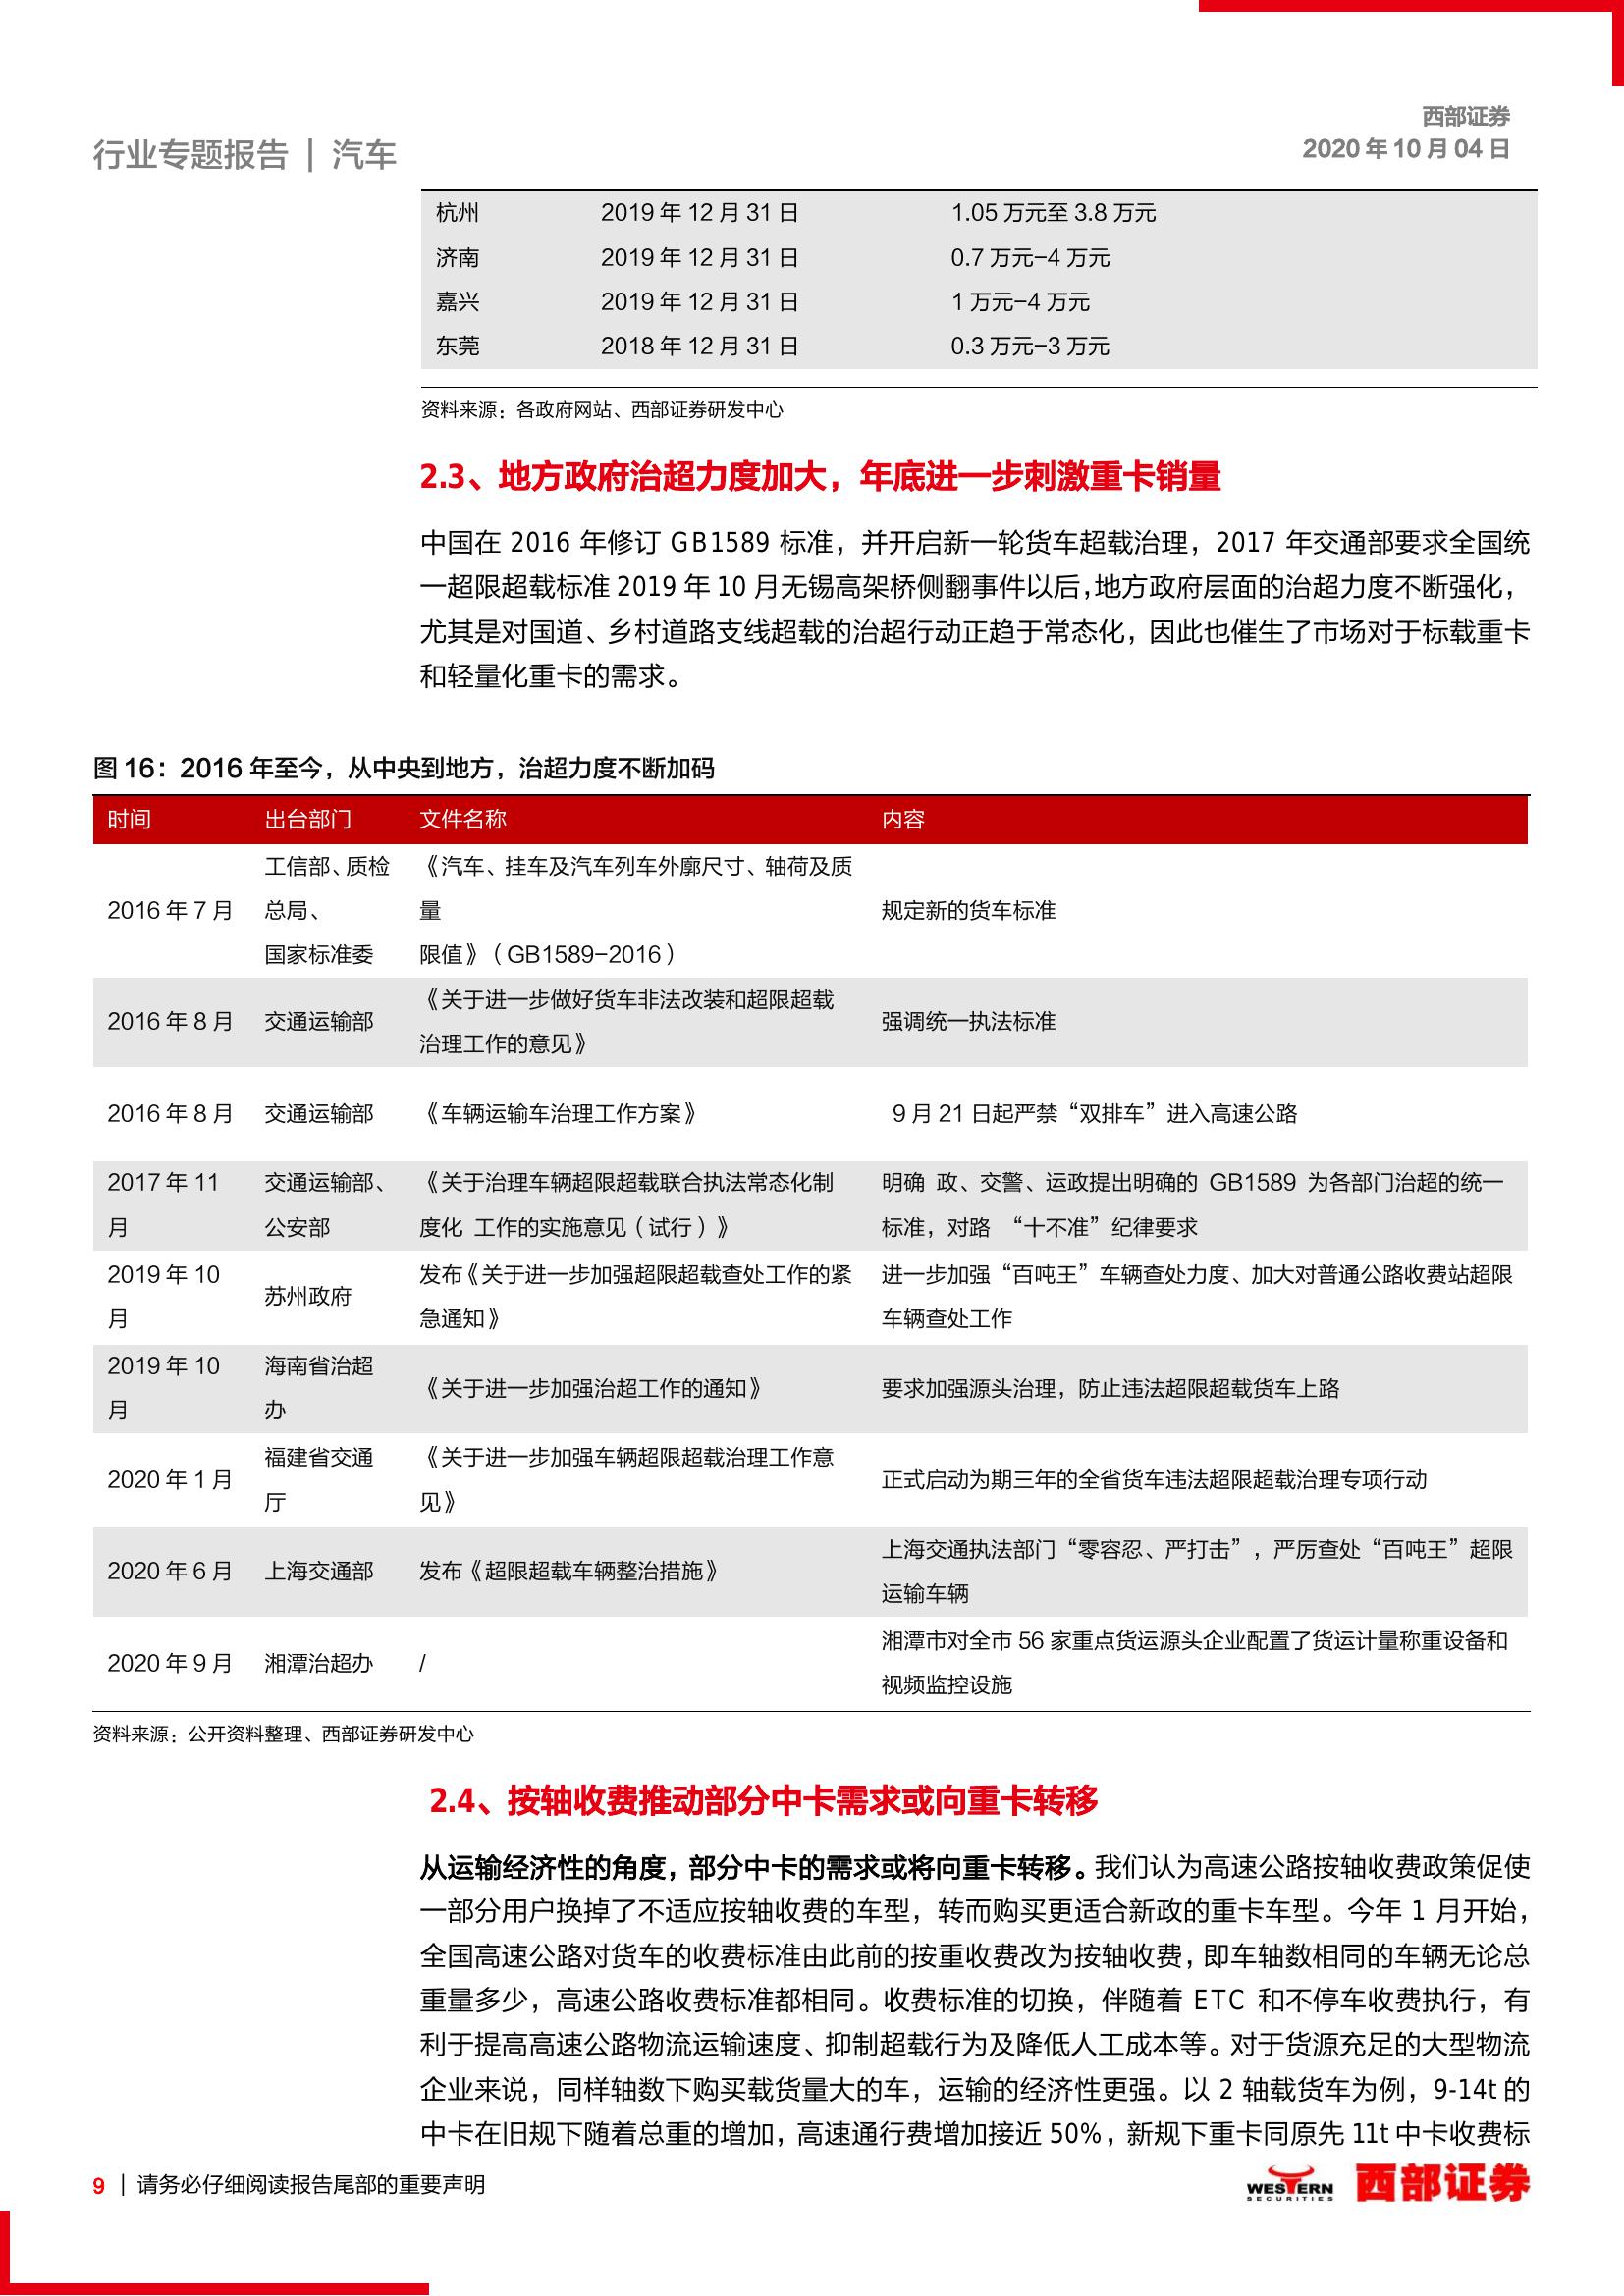 西部证券
行业专题报告 | 汽车
2020 年 10 月 04 日
杭州 2019 年 12 月 31 日 1.05 万元至 3.8 万元
济南 2019 年 12 月 31 日 0.7 万元-4 万元
嘉兴 2019 年 12 月 31 日 1 万元-4 万元
东莞 2018 年 12 月 31 日 0.3 万元-3 万元
资料来源：各政府网站、西部证券研发中心
2.3、地方政府治超力度加大，年底进一步刺激重卡销量
中国在 2016 年修订 GB1589 标准，并开启新一轮货车超载治理，2017 年交通部要求全国统
一超限超载标准 2019 年 10 月无锡高架桥侧翻事件以后，地方政府层面的治超力度不断强化，
尤其是对国道、乡村道路支线超载的治超行动正趋于常态化，因此也催生了市场对于标载重卡
和轻量化重卡的需求。
图 16：2016 年至今，从中央到地方，治超力度不断加码
时间 出台部门 文件名称 内容
工信部、质检 《汽车、挂车及汽车列车外廓尺寸、轴荷及质
2016 年 7 月 总局、 量 规定新的货车标准
国家标准委 限值》（GB1589-2016）
《关于进一步做好货车非法改装和超限超载
2016 年 8 月 交通运输部 强调统一执法标准
治理工作的意见》
2016 年 8 月 交通运输部 《车辆运输车治理工作方案》 9 月 21 日起严禁“双排车”进入高速公路
2017 年 11 交通运输部、 《关于治理车辆超限超载联合执法常态化制 明确 政、交警、运政提出明确的 GB1589 为各部门治超的统一
月 公安部 度化 工作的实施意见（试行）》 标准，对路 “十不准”纪律要求
2019 年 10 发布《关于进一步加强超限超载查处工作的紧 进一步加强“百吨王”车辆查处力度、加大对普通公路收费站超限
苏州政府
月 急通知》 车辆查处工作
2019 年 10 海南省治超
《关于进一步加强治超工作的通知》 要求加强源头治理，防止违法超限超载货车上路
月 办
福建省交通 《关于进一步加强车辆超限超载治理工作意
2020 年 1 月 正式启动为期三年的全省货车违法超限超载治理专项行动
厅 见》
上海交通执法部门“零容忍、严打击”，严厉查处“百吨王”超限
2020 年 6 月 上海交通部 发布《超限超载车辆整治措施》
运输车辆
湘潭市对全市 56 家重点货运源头企业配置了货运计量称重设备和
2020 年 9 月 湘潭治超办 /
视频监控设施
资料来源：公开资料整理、西部证券研发中心
2.4、按轴收费推动部分中卡需求或向重卡转移
从运输经济性的角度，部分中卡的需求或将向重卡转移。我们认为高速公路按轴收费政策促使
一部分用户换掉了不适应按轴收费的车型，转而购买更适合新政的重卡车型。今年 1 月开始，
全国高速公路对货车的收费标准由此前的按重收费改为按轴收费，即车轴数相同的车辆无论总
重量多少，高速公路收费标准都相同。收费标准的切换，伴随着 ETC 和不停车收费执行，有
利于提高高速公路物流运输速度、抑制超载行为及降低人工成本等。对于货源充足的大型物流
企业来说，同样轴数下购买载货量大的车，运输的经济性更强。以 2 轴载货车为例，9-14t 的
中卡在旧规下随着总重的增加，高速通行费增加接近 50%，新规下重卡同原先 11t 中卡收费标
9 | 请务必仔细阅读报告尾部的重要声明
WESTERN
SECURITIES
西部证券